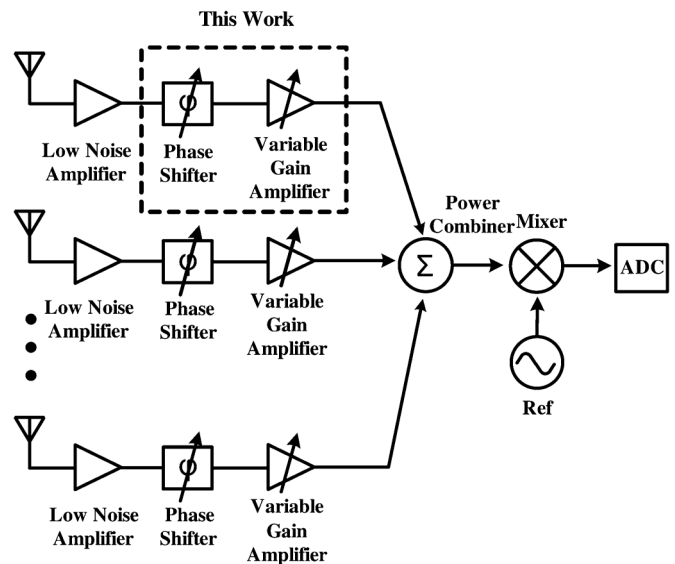 This Work
φ
Low Noise
Amplifier
Phase
Shifter
Variable
Gain
Amplifier
Power
Combiner
Mixer
φ
Σ
ADC
Low Noise
Amplifier
Phase
Shifter
Variable
Gain
Amplifier
Ref
φ
Low Noise
Amplifier
Phase
Shifter
Variable
Gain
Amplifier